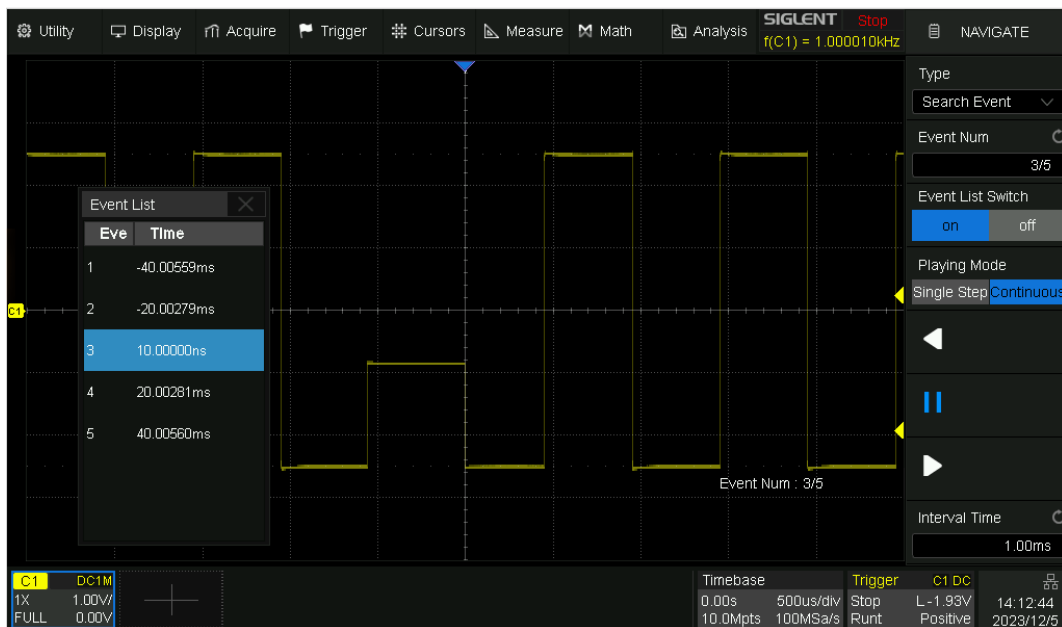 Utility Display Acquire Trigger Cursors Measure Math Analysis SIGLENT Stop
f(C1) = 1.000010kHz
NAVIGATE
Type
Search Event
Event Num
3/5
Event List Switch
on off
Playing Mode
Single Step Continuous
Interval Time
1.00ms
Event List
Eve Time
1 -40.00559ms
2 -20.00279ms
3 10.00000ns
4 20.00281ms
5 40.00560ms
C1
Event Num : 3/5
C1 DC1M
1X 1.00V/
FULL 0.00V
Timebase
0.00s 500us/div
10.0Mpts 100MSa/s
Trigger C1 DC
Stop L-1.93V
Runt Positive
14:12:44
2023/12/5